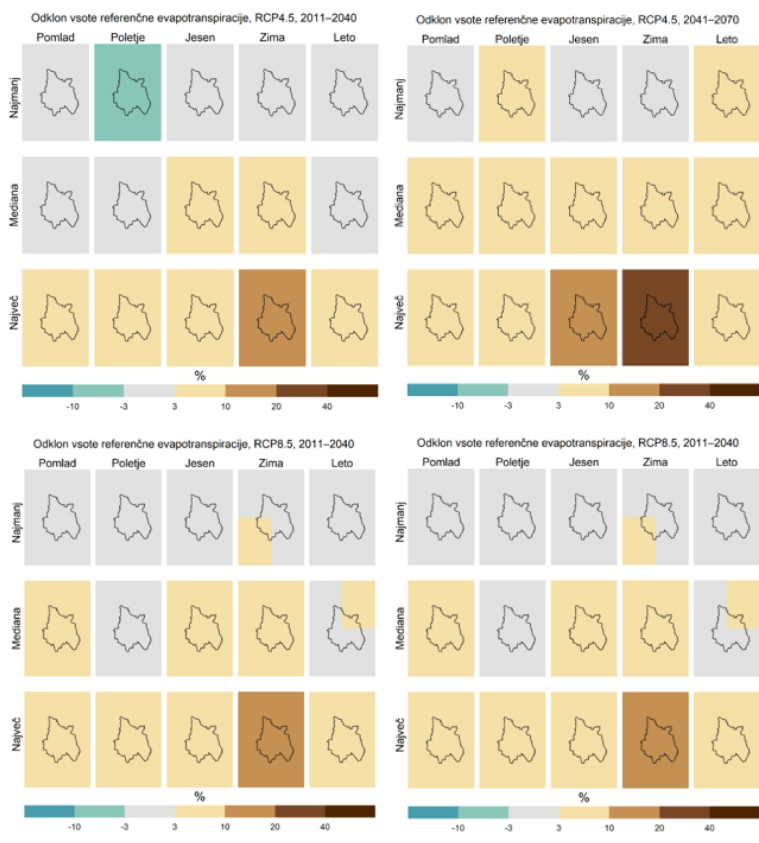 Odklon vsote referenčne evapotranspiracije, RCP4.5, 2011–2040
Pomlad Poletje Jesen Zima Leto
Najmanj
Mediana
Največ
%
-10 -3 3 10 20 40
Odklon vsote referenčne evapotranspiracije, RCP4.5, 2041–2070
Pomlad Poletje Jesen Zima Leto
Najmanj
Mediana
Največ
%
-10 -3 3 10 20 40
Odklon vsote referenčne evapotranspiracije, RCP8.5, 2011–2040
Pomlad Poletje Jesen Zima Leto
Najmanj
Mediana
Največ
%
-10 -3 3 10 20 40
Odklon vsote referenčne evapotranspiracije, RCP8.5, 2011–2040
Pomlad Poletje Jesen Zima Leto
Najmanj
Mediana
Največ
%
-10 -3 3 10 20 40